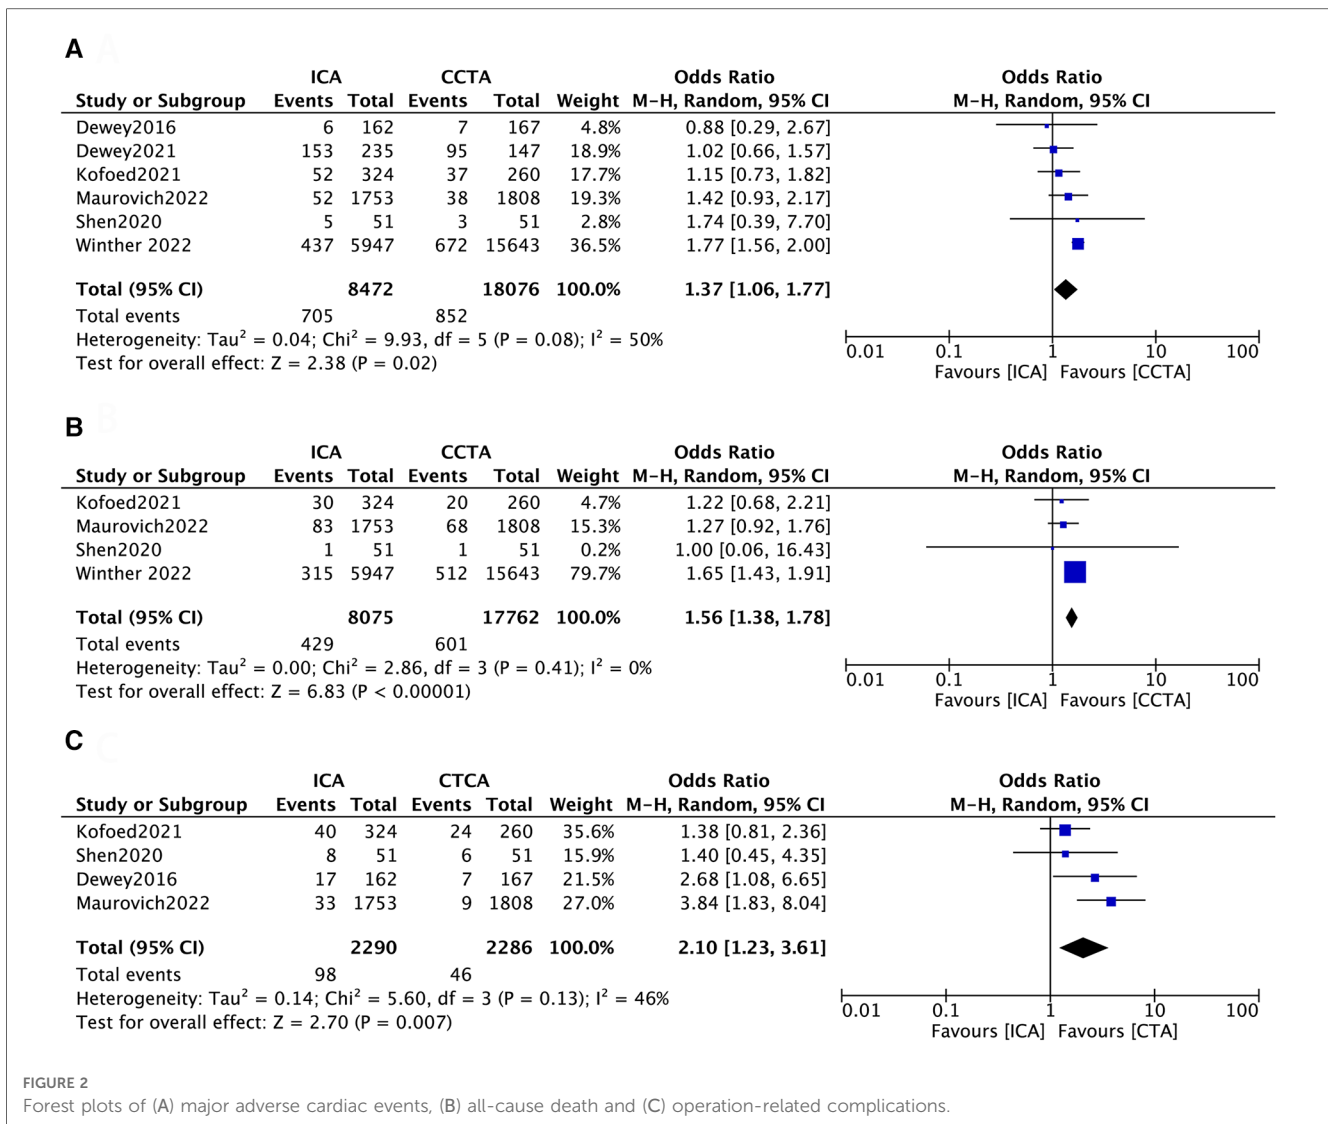 A
ICA CCTA Odds Ratio Odds Ratio
Study or Subgroup Events Total Events Total Weight M-H, Random, 95% CI M-H, Random, 95% CI
Dewey2016 6 162 7 167 4.8% 0.88 [0.29, 2.67]
Dewey2021 153 235 95 147 18.9% 1.02 [0.66, 1.57]
Kofoed2021 52 324 37 260 17.7% 1.15 [0.73, 1.82]
Maurovich2022 52 1753 38 1808 19.3% 1.42 [0.93, 2.17]
Shen2020 5 51 3 51 2.8% 1.74 [0.39, 7.70]
Winther 2022 437 5947 672 15643 36.5% 1.77 [1.56, 2.00]
Total (95% CI) 8472 18076 100.0% 1.37 [1.06, 1.77]
Total events 705 852
Heterogeneity: Tau² = 0.04; Chi² = 9.93, df = 5 (P = 0.08); I² = 50%
Test for overall effect: Z = 2.38 (P = 0.02)
0.01 0.1 1 10 100
Favours [ICA] Favours [CCTA]
B
ICA CCTA Odds Ratio Odds Ratio
Study or Subgroup Events Total Events Total Weight M-H, Random, 95% CI M-H, Random, 95% CI
Kofoed2021 30 324 20 260 4.7% 1.22 [0.68, 2.21]
Maurovich2022 83 1753 68 1808 15.3% 1.27 [0.92, 1.76]
Shen2020 1 51 1 51 0.2% 1.00 [0.06, 16.43]
Winther 2022 315 5947 512 15643 79.7% 1.65 [1.43, 1.91]
Total (95% CI) 8075 17762 100.0% 1.56 [1.38, 1.78]
Total events 429 601
Heterogeneity: Tau² = 0.00; Chi² = 2.86, df = 3 (P = 0.41); I² = 0%
Test for overall effect: Z = 6.83 (P < 0.00001)
0.01 0.1 1 10 100
Favours [ICA] Favours [CCTA]
C
ICA CTCA Odds Ratio Odds Ratio
Study or Subgroup Events Total Events Total Weight M-H, Random, 95% CI M-H, Random, 95% CI
Kofoed2021 40 324 24 260 35.6% 1.38 [0.81, 2.36]
Shen2020 8 51 6 51 15.9% 1.40 [0.45, 4.35]
Dewey2016 17 162 7 167 21.5% 2.68 [1.08, 6.65]
Maurovich2022 33 1753 9 1808 27.0% 3.84 [1.83, 8.04]
Total (95% CI) 2290 2286 100.0% 2.10 [1.23, 3.61]
Total events 98 46
Heterogeneity: Tau² = 0.14; Chi² = 5.60, df = 3 (P = 0.13); I² = 46%
Test for overall effect: Z = 2.70 (P = 0.007)
0.01 0.1 1 10 100
Favours [ICA] Favours [CTA]
FIGURE 2
Forest plots of (A) major adverse cardiac events, (B) all-cause death and (C) operation-related complications.